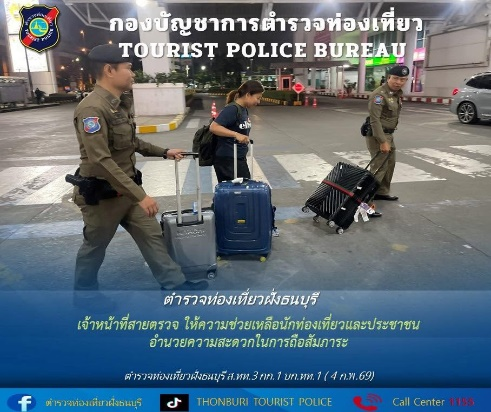 กองบัญชาการตำรวจท่องเที่ยว
TOURIST POLICE BUREAU
ตำรวจท่องเที่ยวฝั่งธนบุรี
เจ้าหน้าที่สายตรวจ ให้ความช่วยเหลือนักท่องเที่ยวและประชาชน
อำนวยความสะดวกในการถือสัมภาระ
ตำรวจท่องเที่ยวฝั่งธนบุรี ส.ทท.3 กก.1 บก.ทท.1 ( 4 ก.พ.69)
ตำรวจท่องเที่ยวฝั่งธนบุรี
THONBURI TOURIST POLICE
Call Center 1155